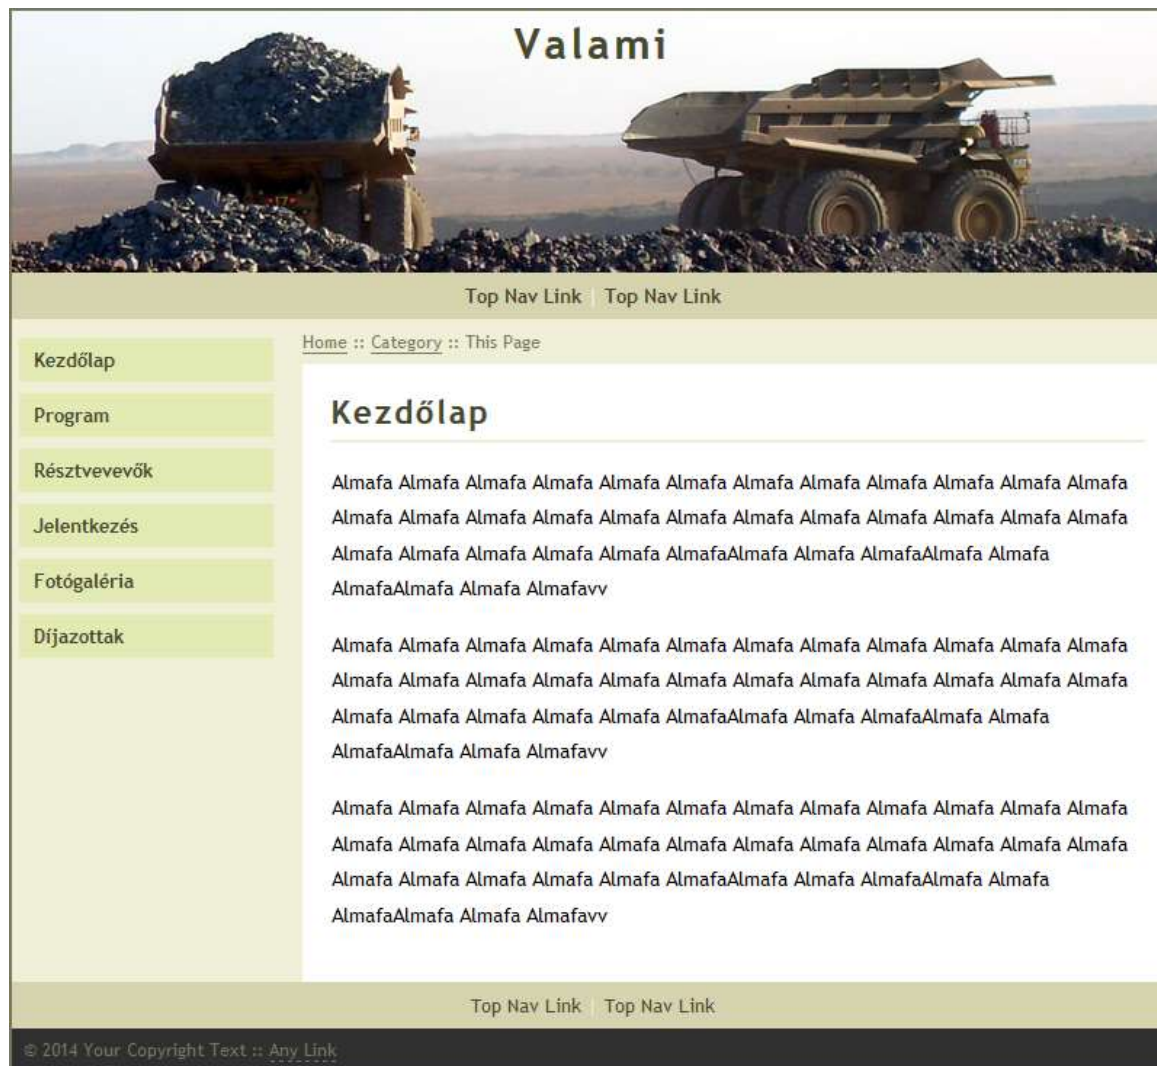 Valami
Top Nav Link | Top Nav Link
Home :: Category :: This Page
Kezdőlap
Program
Résztvevevők
Jelentkezés
Fotógaléria
Díjazottak
Kezdőlap
Almafa Almafa Almafa Almafa Almafa Almafa Almafa Almafa Almafa Almafa Almafa Almafa
Almafa Almafa Almafa Almafa Almafa Almafa Almafa Almafa Almafa Almafa Almafa Almafa
Almafa Almafa Almafa Almafa Almafa AlmafaAlmafa Almafa AlmafaAlmafa Almafa
AlmafaAlmafa Almafa Almafavv
Almafa Almafa Almafa Almafa Almafa Almafa Almafa Almafa Almafa Almafa Almafa Almafa
Almafa Almafa Almafa Almafa Almafa Almafa Almafa Almafa Almafa Almafa Almafa Almafa
Almafa Almafa Almafa Almafa Almafa AlmafaAlmafa Almafa AlmafaAlmafa Almafa
AlmafaAlmafa Almafa Almafavv
Almafa Almafa Almafa Almafa Almafa Almafa Almafa Almafa Almafa Almafa Almafa Almafa
Almafa Almafa Almafa Almafa Almafa Almafa Almafa Almafa Almafa Almafa Almafa Almafa
Almafa Almafa Almafa Almafa Almafa AlmafaAlmafa Almafa AlmafaAlmafa Almafa
AlmafaAlmafa Almafa Almafavv
Top Nav Link | Top Nav Link
© 2014 Your Copyright Text :: Any Link